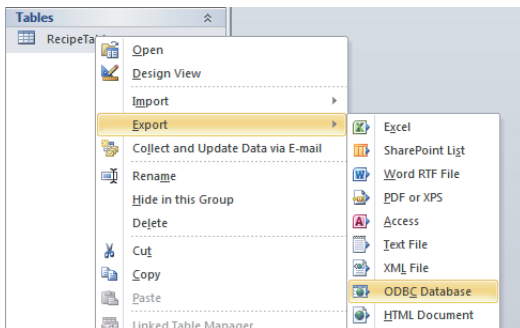 Tables
RecipeTa
Open
Design View
Import
Export
Collect and Update Data via E-mail
Rename
Hide in this Group
Delete
Cut
Copy
Paste
Linked Table Manager
Excel
SharePoint List
Word RTF File
PDF or XPS
Access
Text File
XML File
ODBC Database
HTML Document